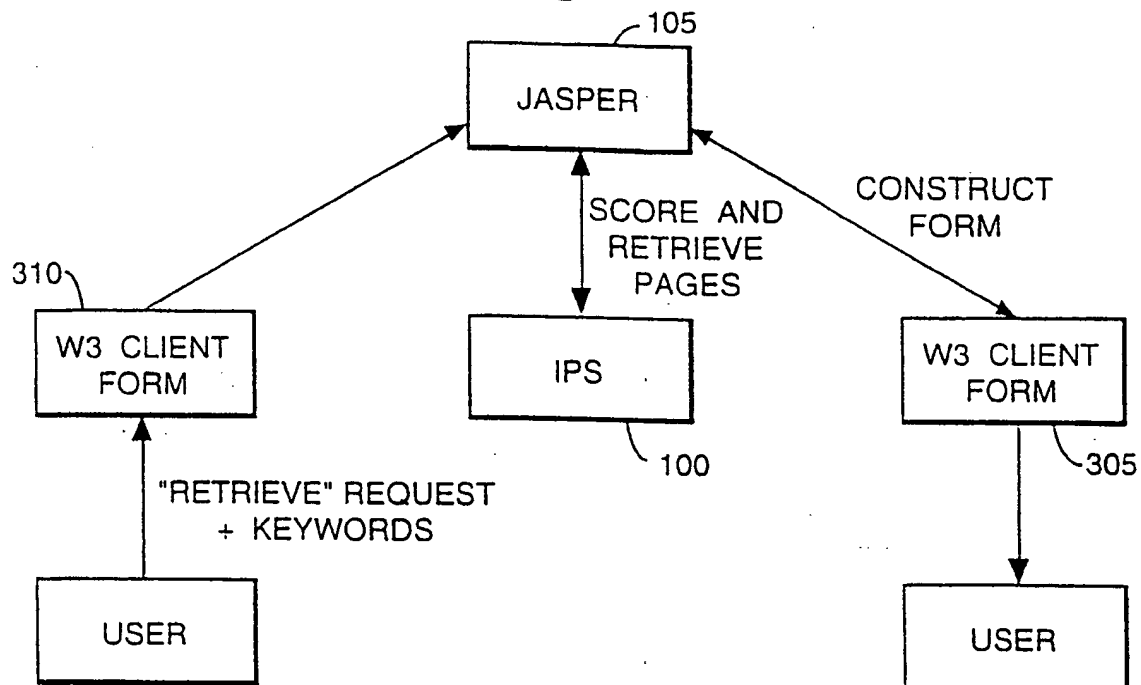 105
JASPER
CONSTRUCT
FORM
SCORE AND
RETRIEVE
PAGES
310
W3 CLIENT
FORM
IPS
W3 CLIENT
FORM
100
305
"RETRIEVE" REQUEST
+ KEYWORDS
USER
USER